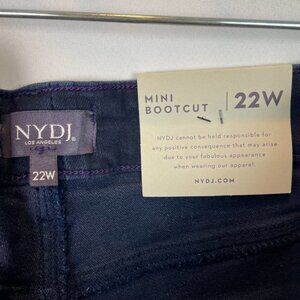 NYDJ®
LOS ANGELES
22W
MINI
BOOTCUT
22W
NYDJ cannot be held responsible for
any positive consequence that may arise
due to your fabulous appearance
when wearing our apparel.
NYDJ.COM